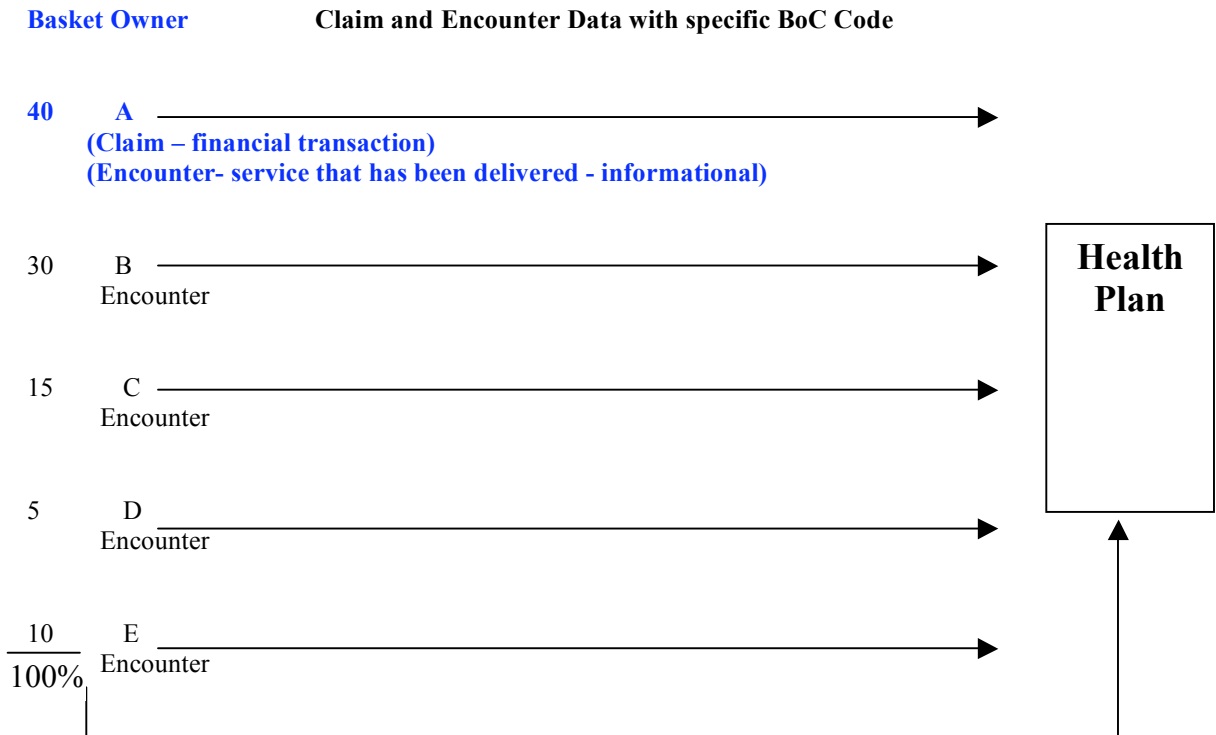 Basket Owner Claim and Encounter Data with specific BoC Code
40 A
(Claim – financial transaction)
(Encounter- service that has been delivered - informational)
Health
Plan
30 B
Encounter
15 C
Encounter
5 D
Encounter
10 E
Encounter
100%